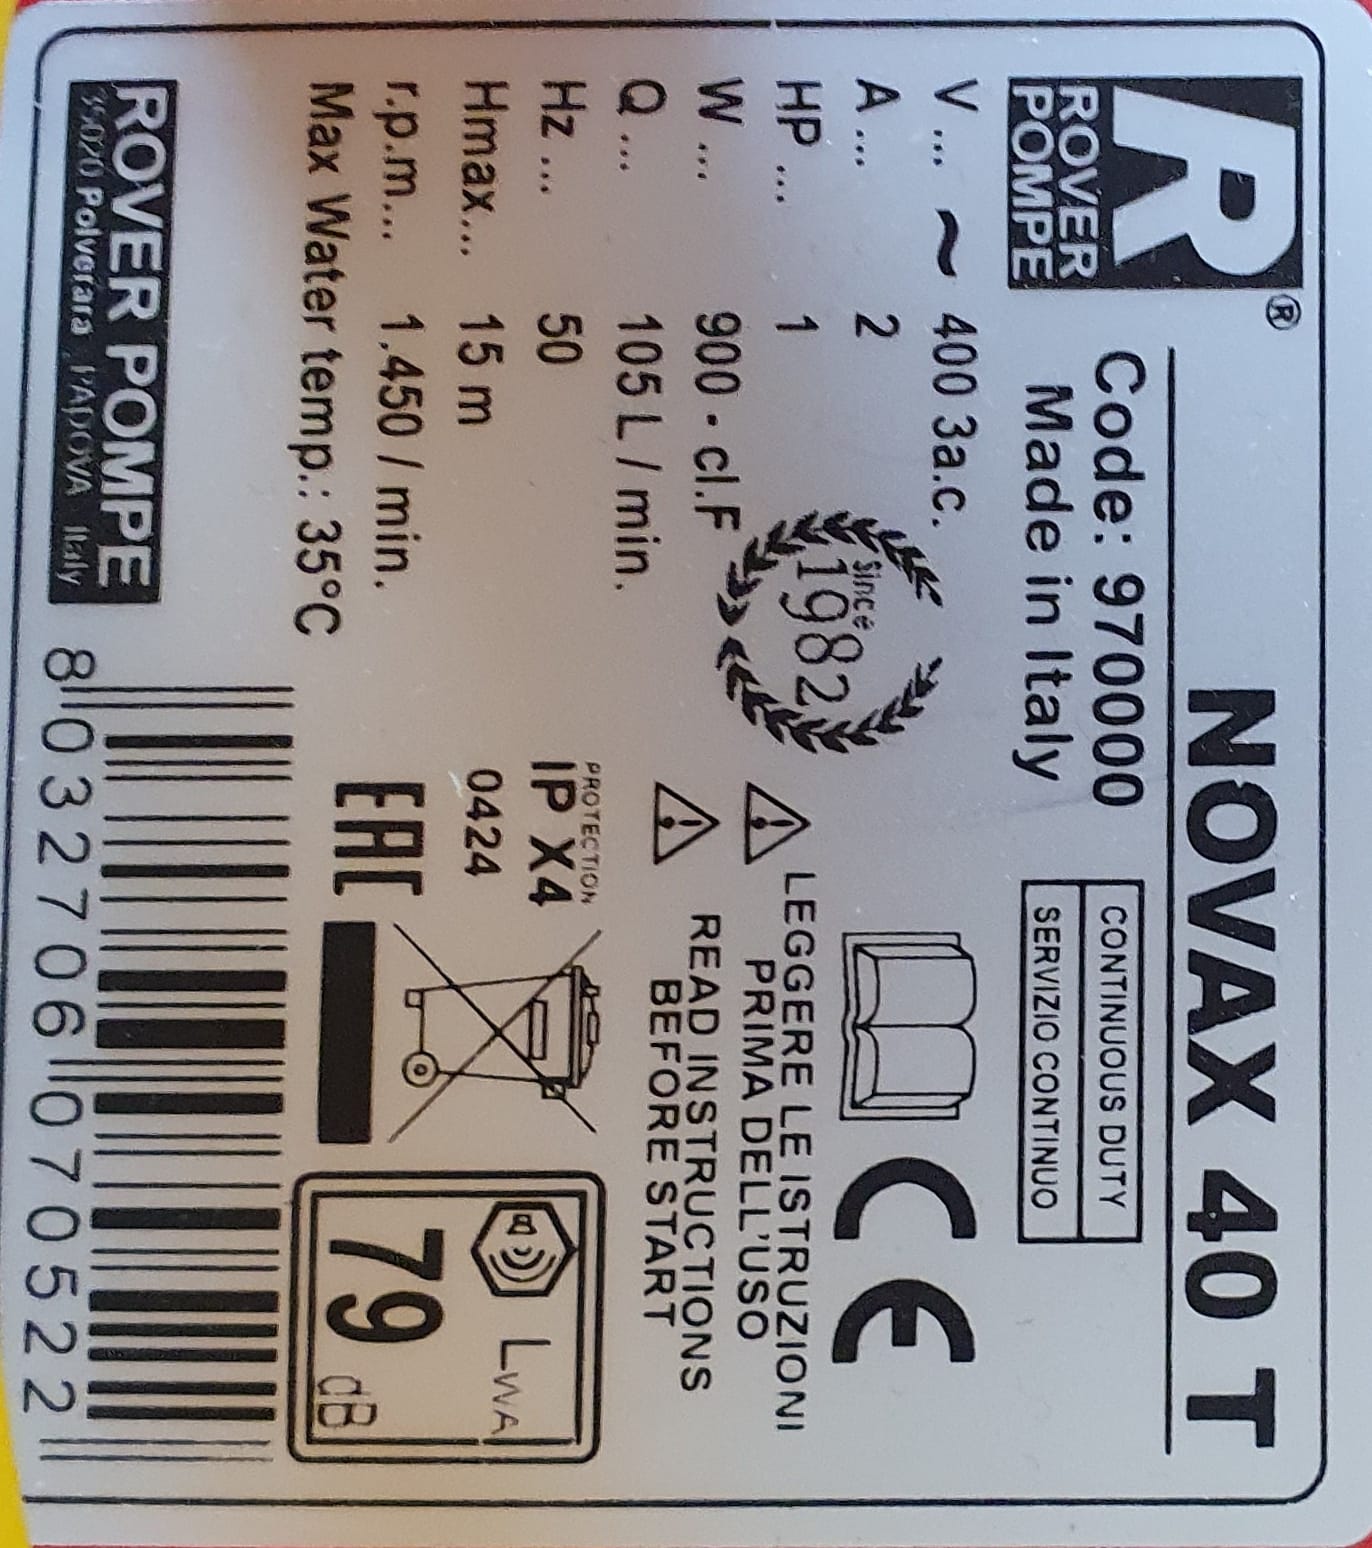 R®
ROVER
POMPE
NOVAX 40 T
Code: 970000
Made in Italy
CONTINUOUS DUTY
SERVIZIO CONTINUO
V ... ~ 400 3a.c.
A ... 2
HP ... 1
W ... 900 - cl.F
Q ... 105 L / min.
Hz ... 50
Hmax... 15 m
r.p.m... 1.450 / min.
Max Water temp.: 35°C
Since
1982
CE
LEGGERE LE ISTRUZIONI
PRIMA DELL'USO
READ INSTRUCTIONS
BEFORE START
PROTECTION
IP X4
0424
EAC
LWA
79
dB
ROVER POMPE
35020 Polverara PADOVA Italy
8 032706 070522